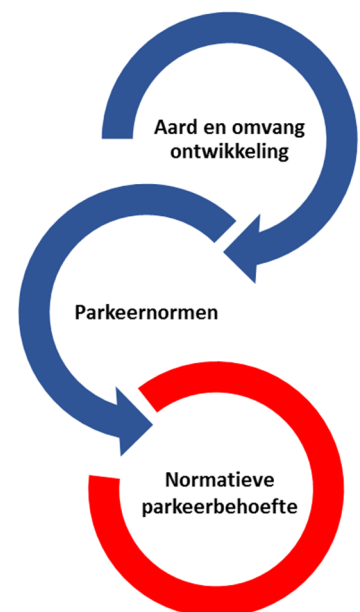 Aard en omvang
ontwikkeling
Parkeernormen
Normatieve
parkeerbehoefte